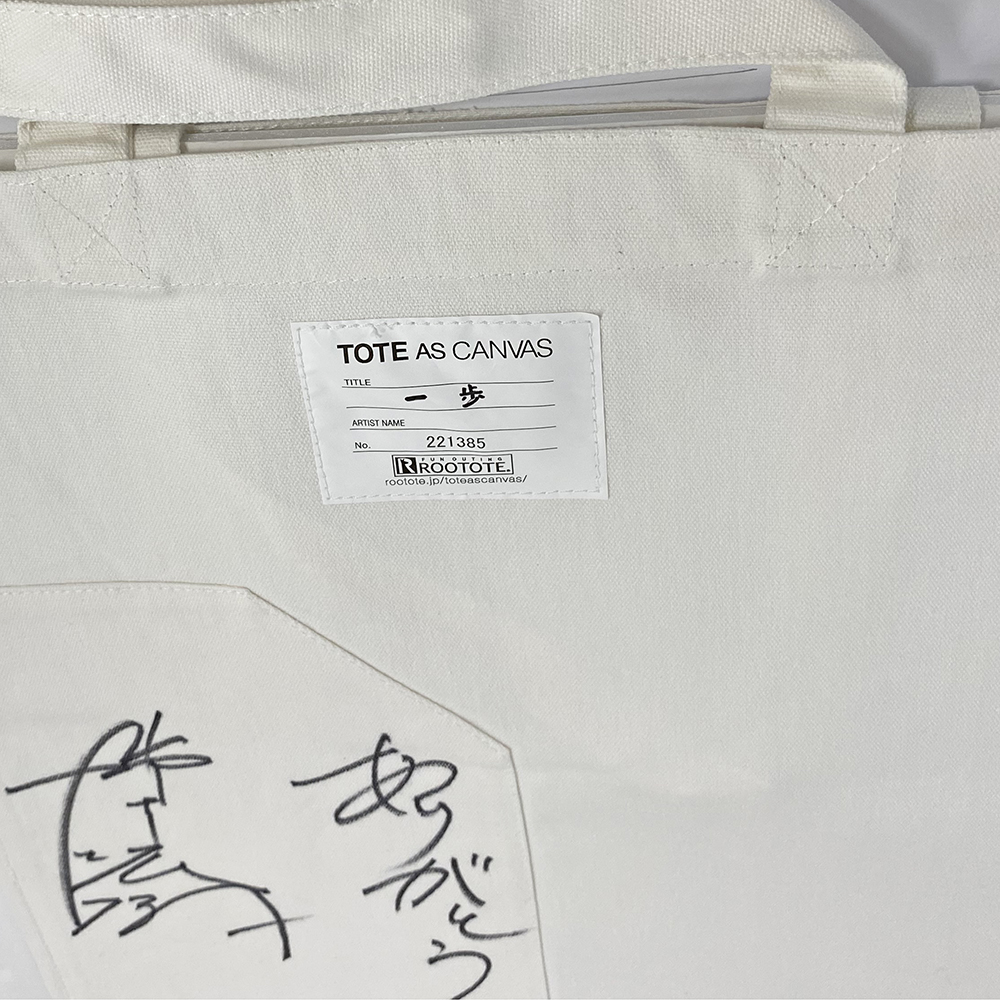 TOTE AS CANVAS
TITLE
一 歩
ARTIST NAME
No. 221385
FUN OUTING
ROOTOTE.
rootote.jp/toteascanvas/
ありがとう